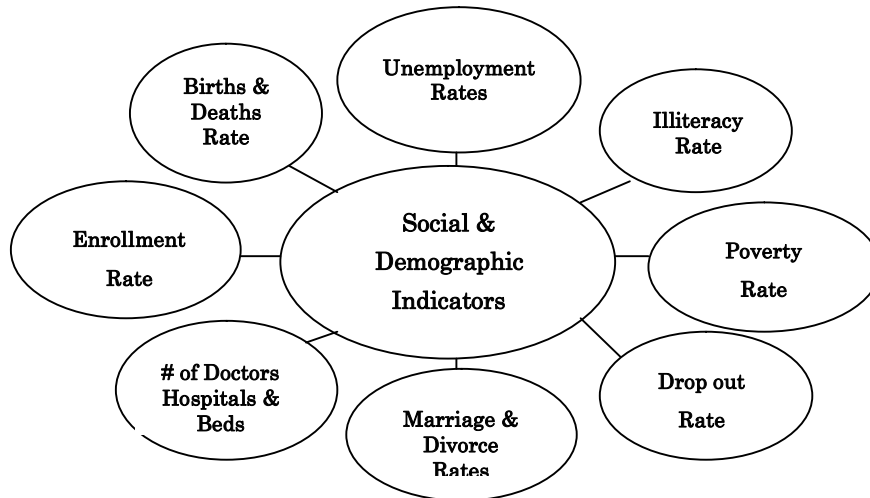 Unemployment
Rates
Births &
Deaths
Rate
Illiteracy
Rate
Social &
Demographic
Indicators
Enrollment
Rate
Poverty
Rate
# of Doctors
Hospitals &
Beds
Drop out
Rate
Marriage &
Divorce
Rates